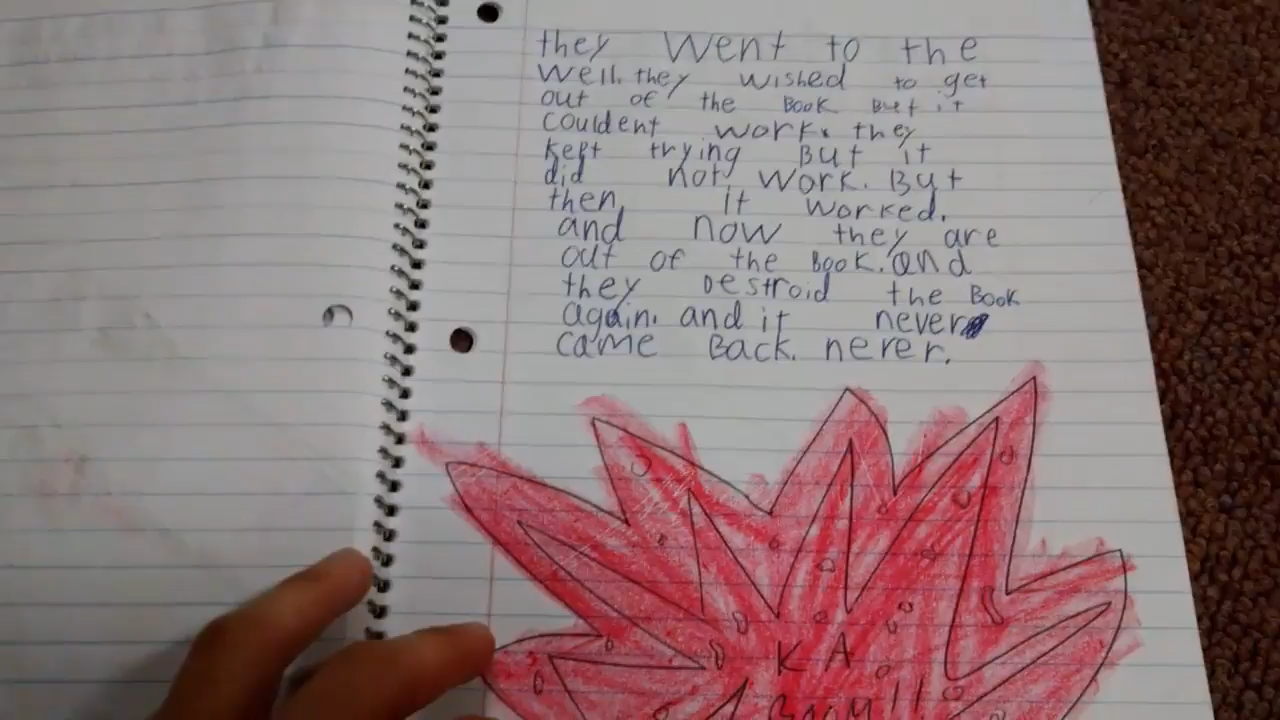 they went to the
well. they wished to get
out of the Book But it
couldent work. they
kept trying But it
did not work. But
then it worked.
and now they are
out of the Book. and
they Destroid the Book
again. and it never
came Back. never.
KA
Boom!!